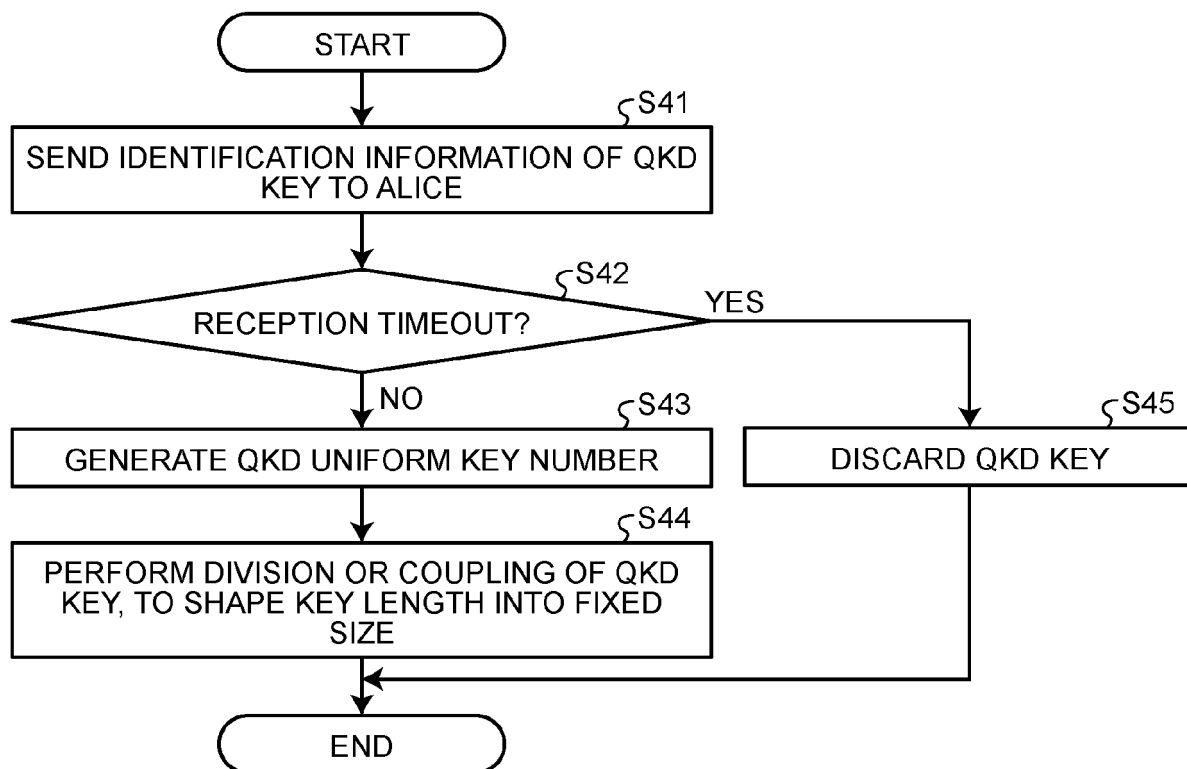 START
S41
SEND IDENTIFICATION INFORMATION OF QKD
KEY TO ALICE
S42
RECEPTION TIMEOUT?
YES
NO
S43
GENERATE QKD UNIFORM KEY NUMBER
S45
DISCARD QKD KEY
S44
PERFORM DIVISION OR COUPLING OF QKD
KEY, TO SHAPE KEY LENGTH INTO FIXED
SIZE
END